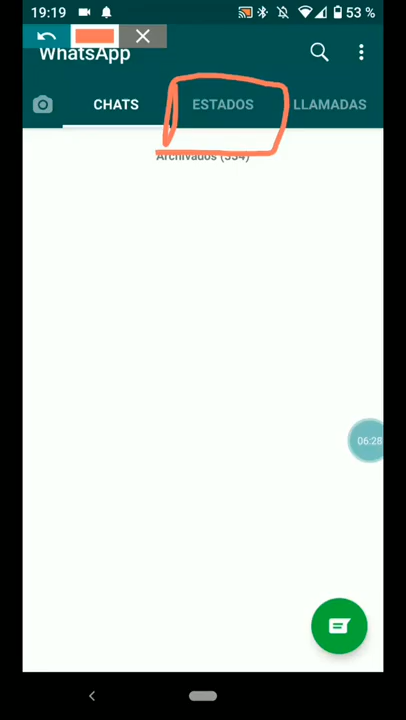 19:19 53 %
WhatsApp
CHATS ESTADOS LLAMADAS
Archivados (334)
06:28